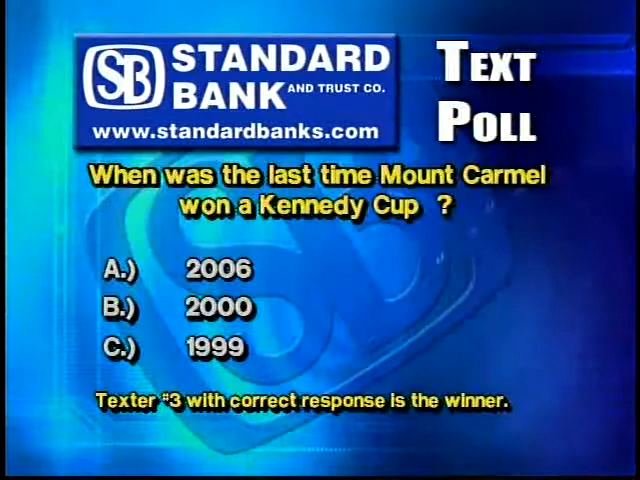 SB STANDARD
BANK AND TRUST CO.
www.standardbanks.com
TEXT
POLL
When was the last time Mount Carmel
won a Kennedy Cup ?
A.) 2006
B.) 2000
C.) 1999
Texter #3 with correct response is the winner.